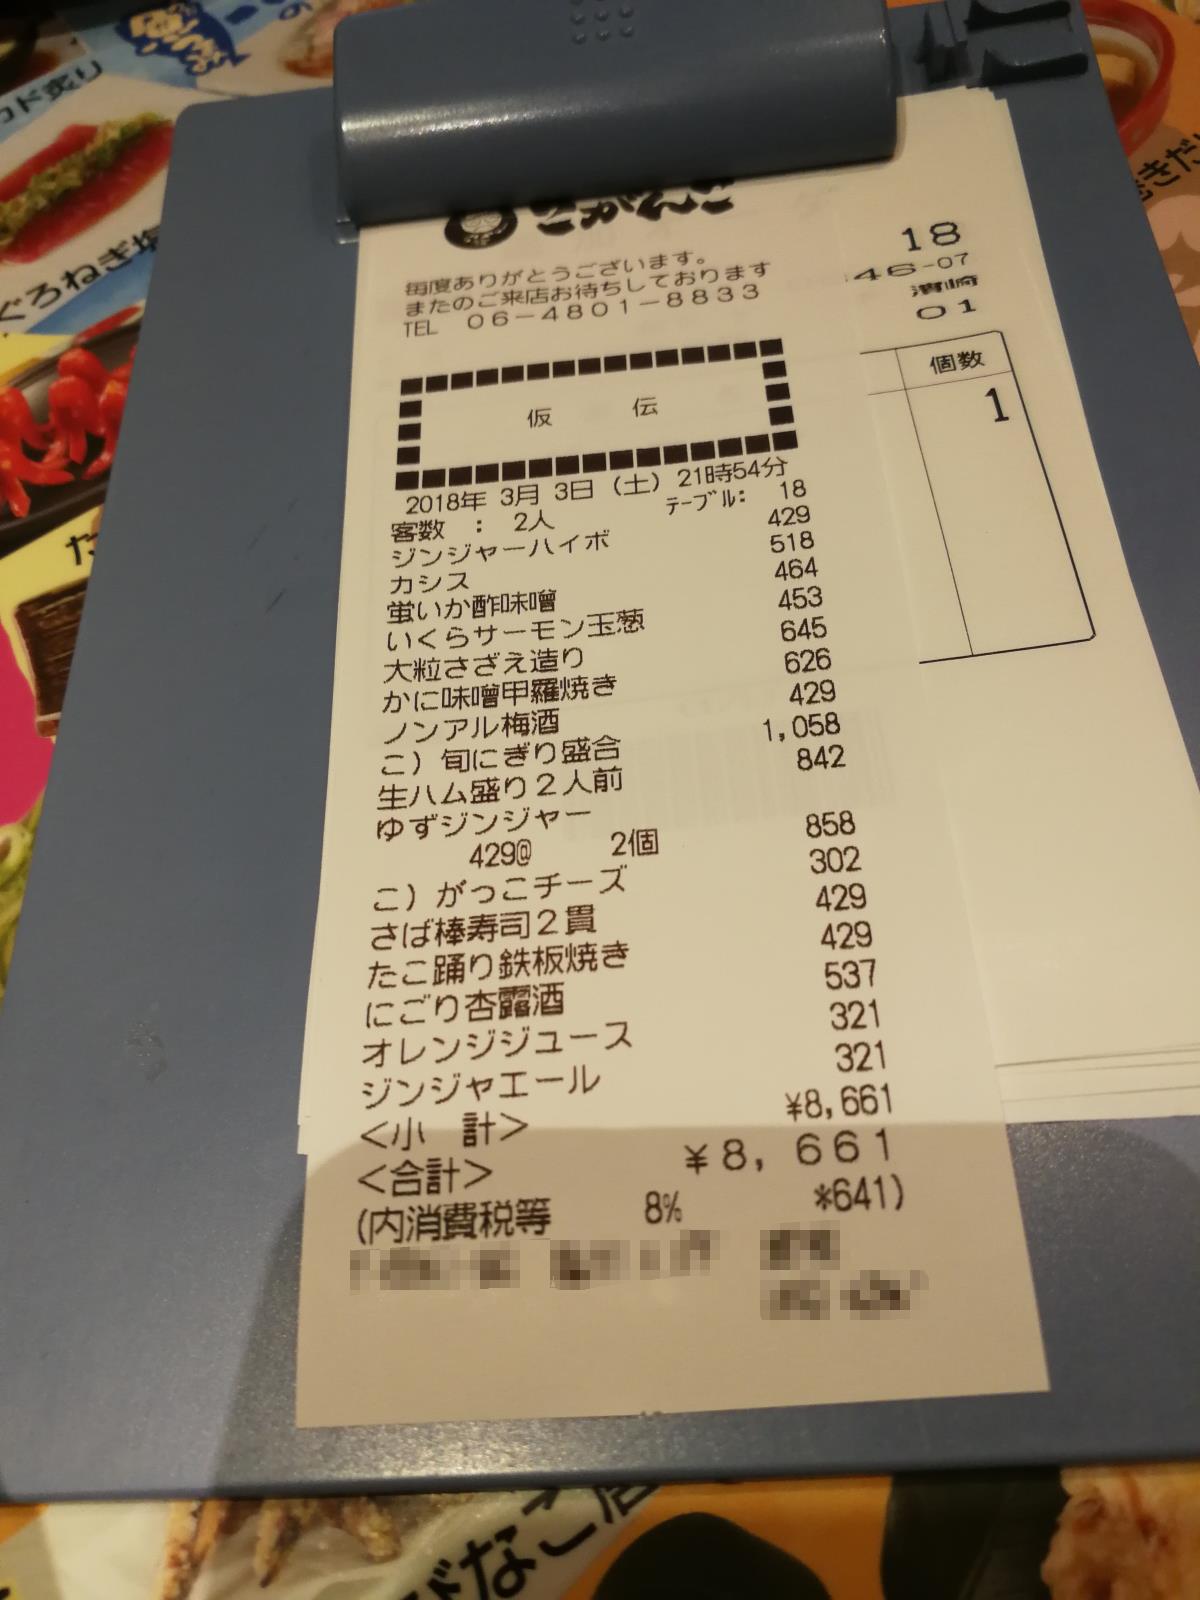 毎度ありがとうございます。
またのご来店お待ちしております
TEL 06-4801-8833
仮 伝
2018年 3月 3日 (土) 21時54分
客数 : 2人 テーブル: 18
ジンジャーハイボ 429
カシス 518
蛍いか酢味噌 464
いくらサーモン玉葱 453
大粒さざえ造り 645
かに味噌甲羅焼き 626
ノンアル梅酒 429
こ) 旬にぎり盛合 1,058
生ハム盛り2人前 842
ゆずジンジャー
429@ 2個 858
こ) がっこチーズ 302
さば棒寿司2貫 429
たこ踊り鉄板焼き 429
にごり杏露酒 537
オレンジジュース 321
ジンジャエール 321
<小 計> ¥8,661
<合計> ¥8,661
(内消費税等 8% *641)
18
46-07
濱崎
01
個数
1
ぐろねぎ塩
びなご唐